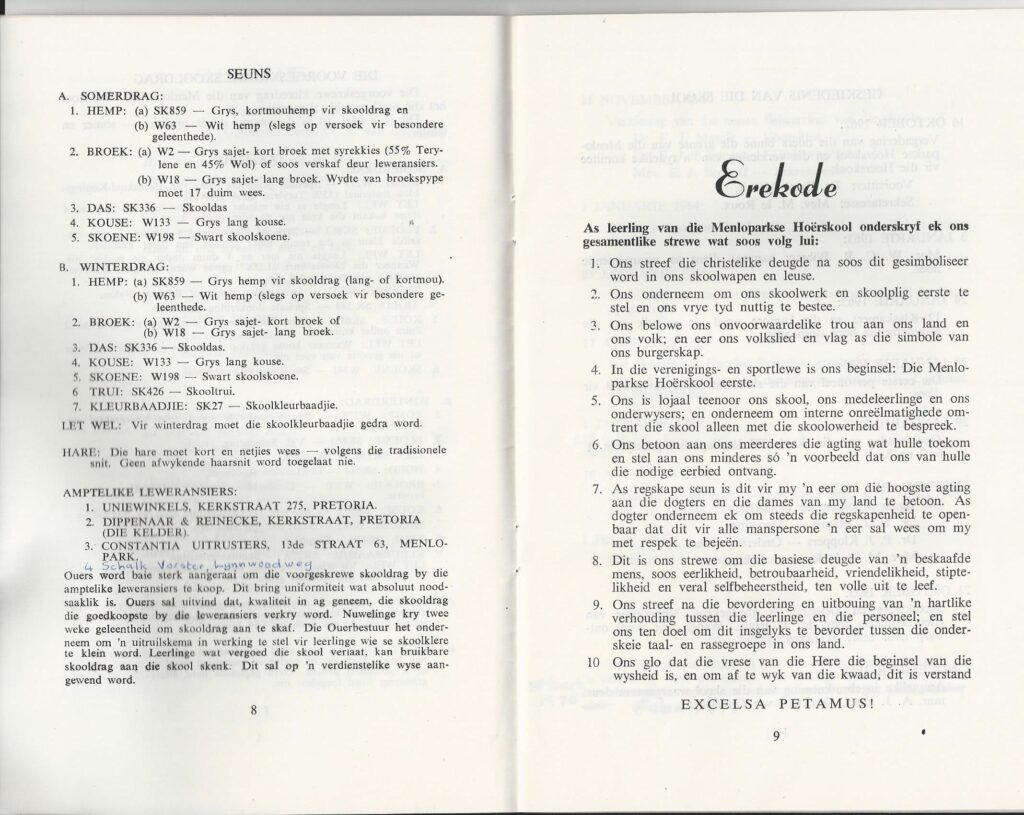 SEUNS
A. SOMERDRAG:
1. HEMP: (a) SK859 — Grys, kortmouhemp vir skooldrag en
(b) W63 — Wit hemp (slegs op versoek vir besondere
geleenthede).
2. BROEK: (a) W2 — Grys sajet- kort broek met syrekkies (55% Tery-
lene en 45% Wol) of soos verskaf deur leweransiers.
(b) W18 — Grys sajet- lang broek. Wydte van broekspype
moet 17 duim wees.
3. DAS: SK336 — Skooldas
4. KOUSE: W133 — Grys lang kouse.
5. SKOENE: W198 — Swart skoolskoene.
B. WINTERDRAG:
1. HEMP: (a) SK859 — Grys hemp vir skooldrag (lang- of kortmou).
(b) W63 — Wit hemp (slegs op versoek vir besondere ge-
leenthede.
2. BROEK: (a) W2 — Grys sajet- kort broek of
(b) W18 — Grys sajet- lang broek.
3. DAS: SK336 — Skooldas.
4. KOUSE: W133 — Grys lang kouse.
5. SKOENE: W198 — Swart skoolskoene.
6 TRUI: SK426 — Skooltrui.
7. KLEURBAADJIE: SK27 — Skoolkleurbaadjie.
LET WEL: Vir winterdrag moet die skoolkleurbaadjie gedra word.
HARE: Die hare moet kort en netjies wees — volgens die tradisionele
snit. Geen afwykende haarsnit word toegelaat nie.
AMPTELIKE LEWERANSIERS:
1. UNIEWINKELS, KERKSTRAAT 275, PRETORIA.
2. DIPPENAAR & REINECKE, KERKSTRAAT, PRETORIA
(DIE KELDER).
3. CONSTANTIA UITRUSTERS, 13de STRAAT 63, MENLO-
PARK.
4 Schalk Vorster, Lynnwoodweg
Ouers word baie sterk aangeraai om die voorgeskrewe skooldrag by die
amptelike leweransiers te koop. Dit bring uniformiteit wat absoluut nood-
saaklik is. Ouers sal uitvind dat, kwaliteit in ag geneem, die skooldrag
die goedkoopste by die leweransiers verkry word. Nuwelinge kry twee
weke geleentheid om skooldrag aan te skaf. Die Ouerbestuur het onder-
neem om 'n uitruilskema in werking te stel vir leerlinge wie se skoolklere
te klein word. Leerlinge wat vergoed die skool verlaat, kan bruikbare
skooldrag aan die skool skenk. Dit sal op 'n verdienstelike wyse aan-
gewend word.
8
Erekode
As leerling van die Menloparkse Hoërskool onderskryf ek ons
gesamentlike strewe wat soos volg lui:
1. Ons streef die christelike deugde na soos dit gesimboliseer
word in ons skoolwapen en leuse.
2. Ons onderneem om ons skoolwerk en skoolplig eerste te
stel en ons vrye tyd nuttig te bestee.
3. Ons belowe ons onvoorwaardelike trou aan ons land en
ons volk; en eer ons volkslied en vlag as die simbole van
ons burgerskap.
4. In die verenigings- en sportlewe is ons beginsel: Die Menlo-
parkse Hoërskool eerste.
5. Ons is lojaal teenoor ons skool, ons medeleerlinge en ons
onderwysers; en onderneem om interne onreëlmatighede om-
trent die skool alleen met die skoolowerheid te bespreek.
6. Ons betoon aan ons meerderes die agting wat hulle toekom
en stel aan ons minderes só 'n voorbeeld dat ons van hulle
die nodige eerbied ontvang.
7. As regskape seun is dit vir my 'n eer om die hoogste agting
aan die dogters en die dames van my land te betoon. As
dogter onderneem ek om steeds die regskapenheid te open-
baar dat dit vir alle manspersone 'n eer sal wees om my
met respek te bejeën.
8. Dit is ons strewe om die basiese deugde van 'n beskaafde
mens, soos eerlikheid, betroubaarheid, vriendelikheid, stipte-
likheid en veral selfbeheerstheid, ten volle uit te leef.
9. Ons streef na die bevordering en uitbouing van 'n hartlike
verhouding tussen die leerlinge en die personeel; en stel
ons ten doel om dit insgelyks te bevorder tussen die onder-
skeie taal- en rassegroepe in ons land.
10 Ons glo dat die vrese van die Here die beginsel van die
wysheid is, en om af te wyk van die kwaad, dit is verstand
EXCELSA PETAMUS!
9